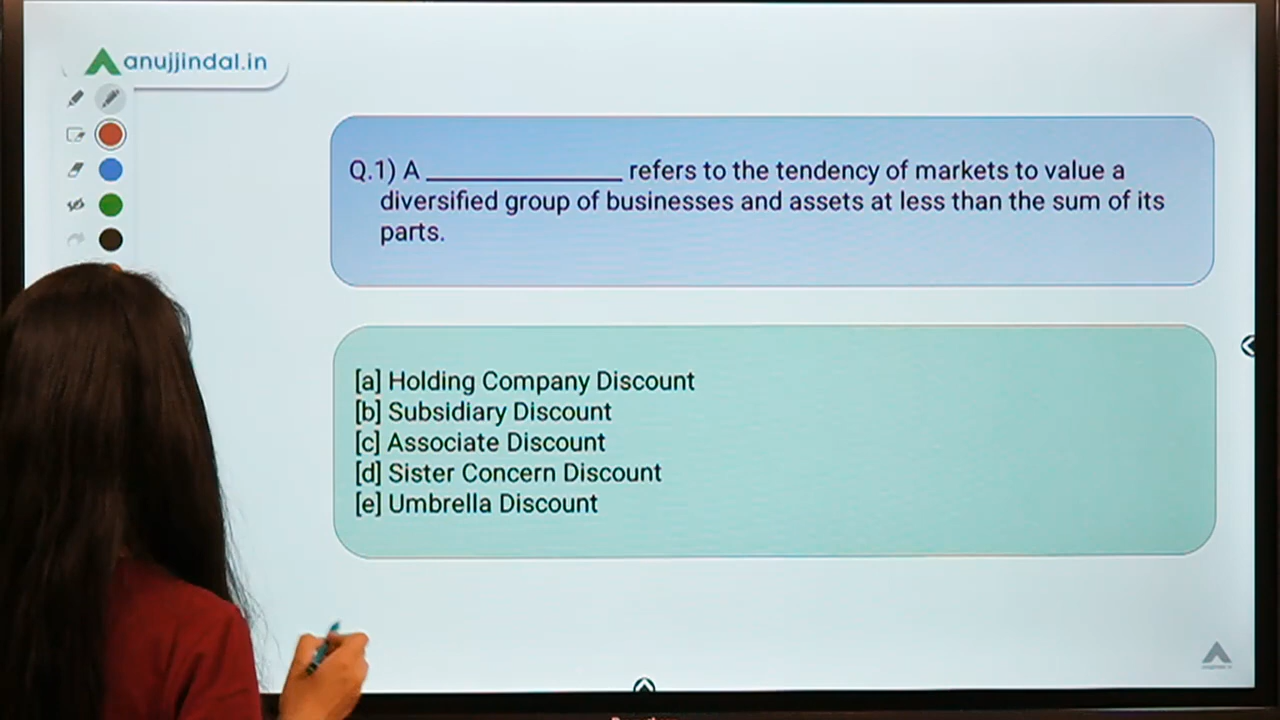 anujjindal.in
Q.1) A ______________ refers to the tendency of markets to value a
diversified group of businesses and assets at less than the sum of its
parts.
[a] Holding Company Discount
[b] Subsidiary Discount
[c] Associate Discount
[d] Sister Concern Discount
[e] Umbrella Discount